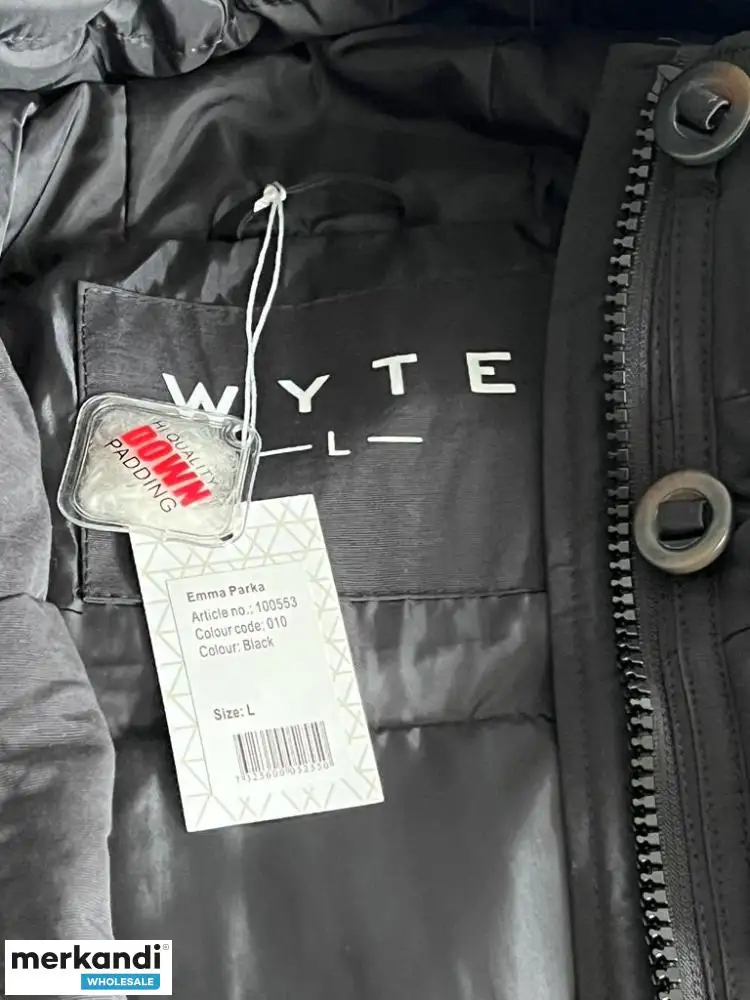 WYTE
L
HI QUALITY
DOWN
PADDING
Emma Parka
Article no.: 100553
Colour code: 010
Colour: Black
Size: L
merkandi
WHOLESALE